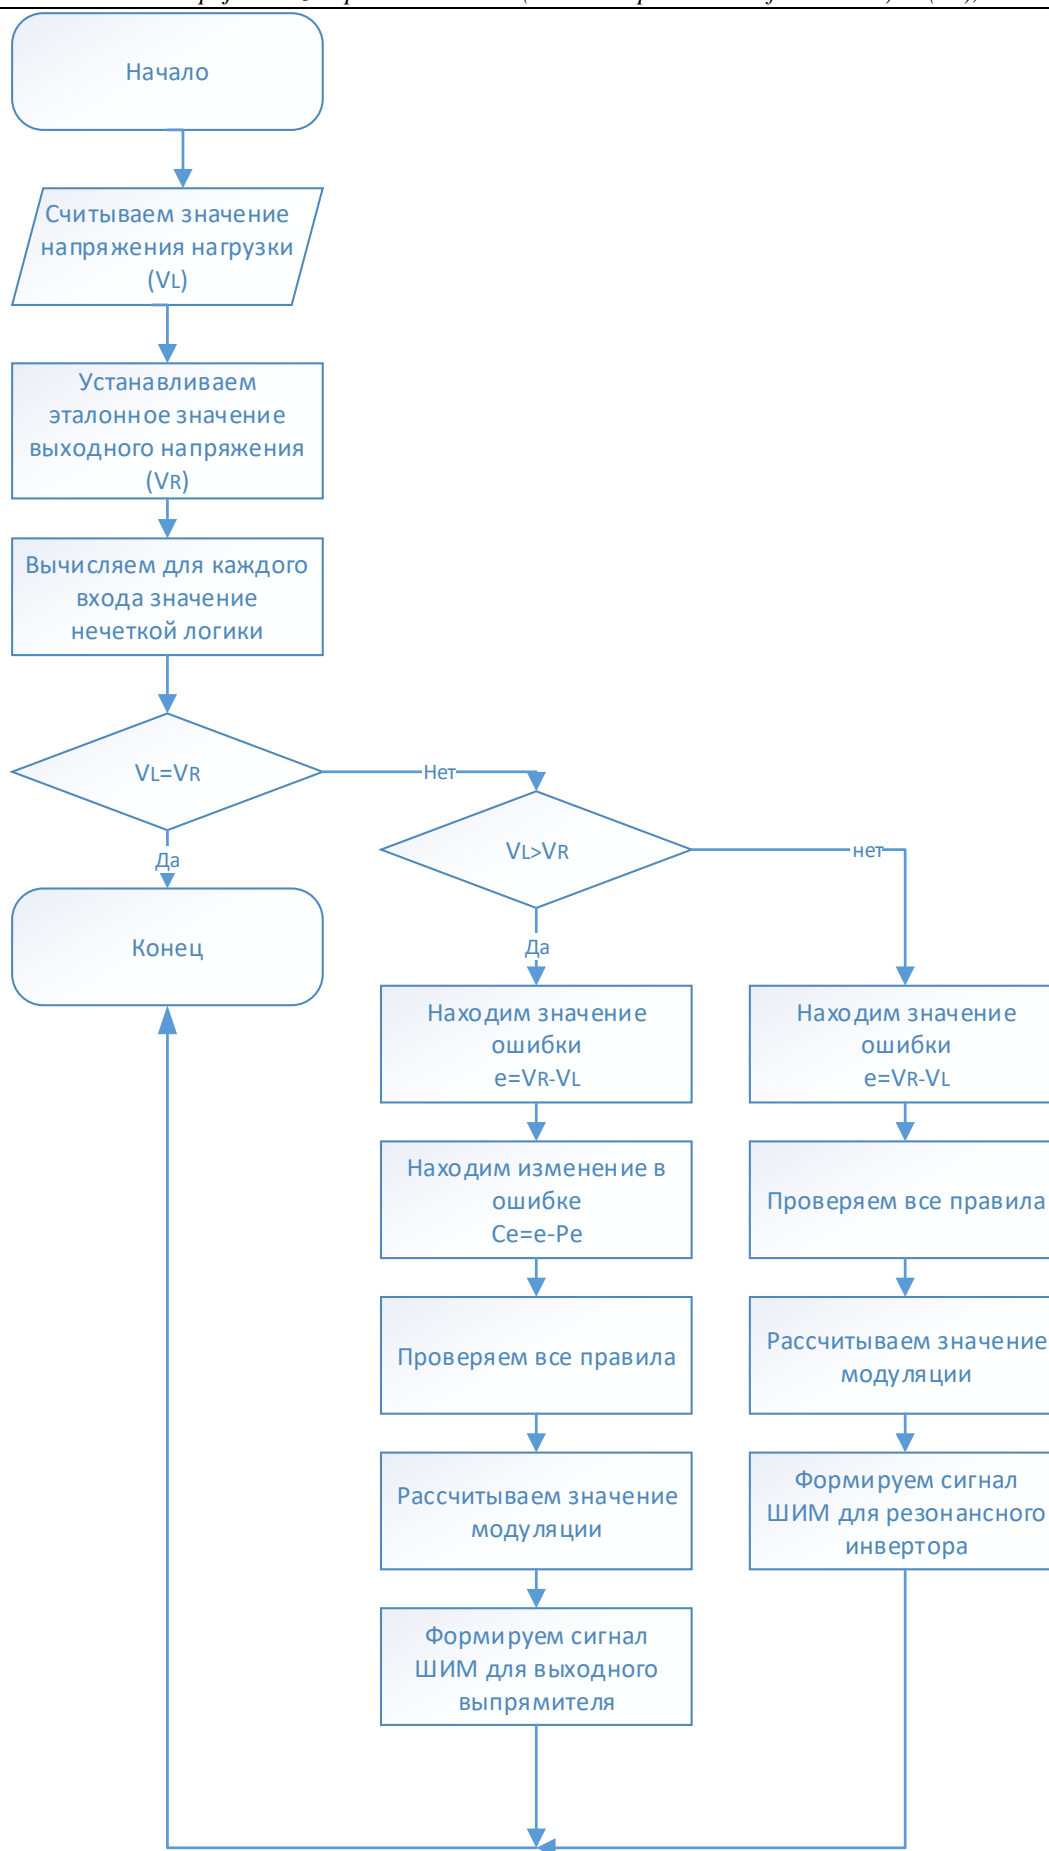 Начало
Считываем значение
напряжения нагрузки
(VL)
Устанавливаем
эталонное значение
выходного напряжения
(VR)
Вычисляем для каждого
входа значение
нечеткой логики
VL=VR
Нет
Да
Конец
VL>VR
нет
Да
Находим значение
ошибки
e=VR-VL
Находим изменение в
ошибке
Ce=e-Pe
Проверяем все правила
Рассчитываем значение
модуляции
Формируем сигнал
ШИМ для выходного
выпрямителя
Находим значение
ошибки
e=VR-VL
Проверяем все правила
Рассчитываем значение
модуляции
Формируем сигнал
ШИМ для резонансного
инвертора